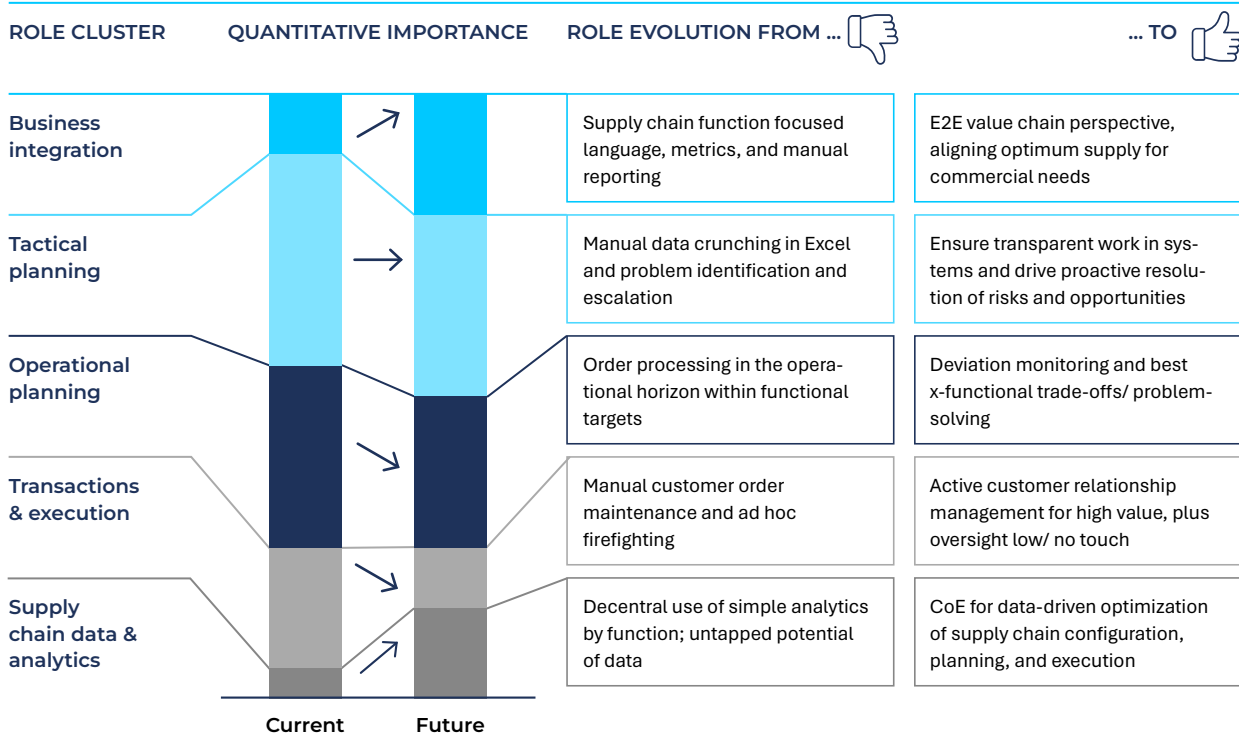 ROLE CLUSTER
QUANTITATIVE IMPORTANCE
ROLE EVOLUTION FROM ...
... TO
Business
integration
Supply chain function focused
language, metrics, and manual
reporting
E2E value chain perspective,
aligning optimum supply for
commercial needs
Tactical
planning
Manual data crunching in Excel
and problem identification and
escalation
Ensure transparent work in sys-
tems and drive proactive resolu-
tion of risks and opportunities
Operational
planning
Order processing in the opera-
tional horizon within functional
targets
Deviation monitoring and best
x-functional trade-offs/ problem-
solving
Transactions
& execution
Manual customer order
maintenance and ad hoc
firefighting
Active customer relationship
management for high value, plus
oversight low/ no touch
Supply
chain data &
analytics
Decentral use of simple analytics
by function; untapped potential
of data
CoE for data-driven optimization
of supply chain configuration,
planning, and execution
Current
Future